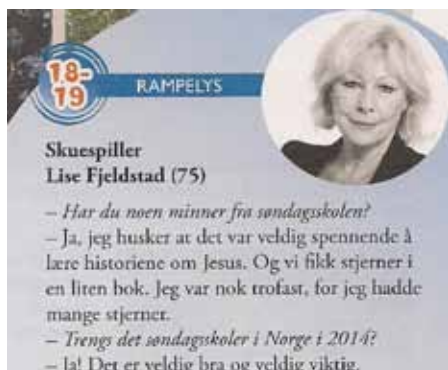 18-
19
RAMPELYS
Skuespiller
Lise Fjeldstad (75)
– Har du noen minner fra søndagsskolen?
– Ja, jeg husker at det var veldig spennende å
lære historiene om Jesus. Og vi fikk stjerner i
en liten bok. Jeg var nok trofast, for jeg hadde
mange stjerner.
– Trengs det søndagsskoler i Norge i 2014?
– Ja! Det er veldig bra og veldig viktig.